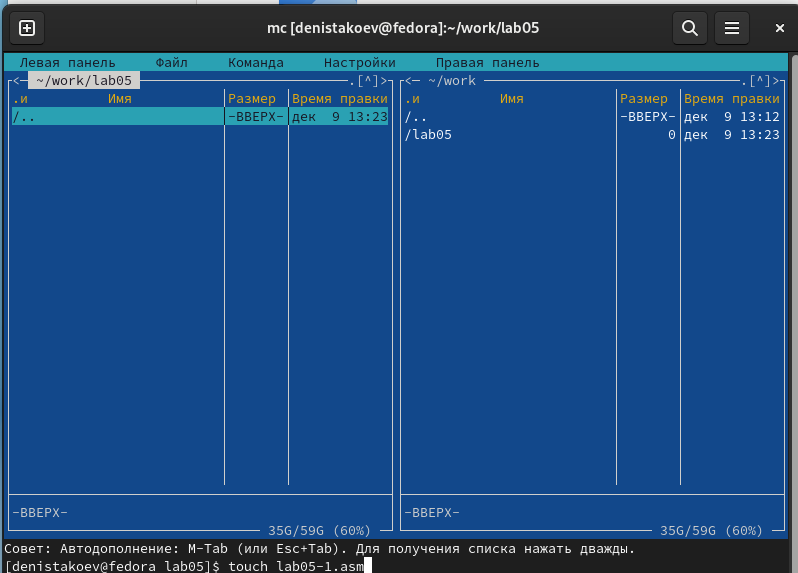 mc [denistakoev@fedora]:~/work/lab05
Левая панель Файл Команда Настройки Правая панель
<─ ~/work/lab05 .[^]> <─ ~/work .[^]>
.и Имя Размер Время правки .и Имя Размер Время правки
/.. -ВВЕРХ- дек 9 13:23 /.. -ВВЕРХ- дек 9 13:12
/lab05 0 дек 9 13:23
-ВВЕРХ- -ВВЕРХ-
35G/59G (60%) 35G/59G (60%)
Совет: Автодополнение: M-Tab (или Esc+Tab). Для получения списка нажать дважды.
[denistakoev@fedora lab05]$ touch lab05-1.asm